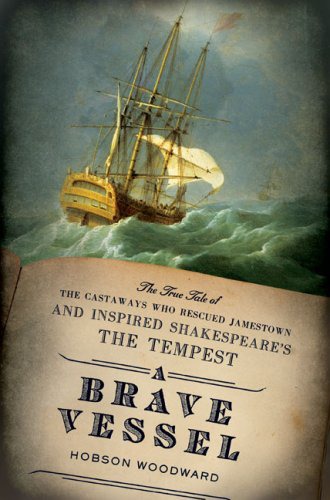 The True Tale of
THE CASTAWAYS WHO RESCUED JAMESTOWN
AND INSPIRED SHAKESPEARE'S
THE TEMPEST
A
BRAVE
VESSEL
HOBSON WOODWARD